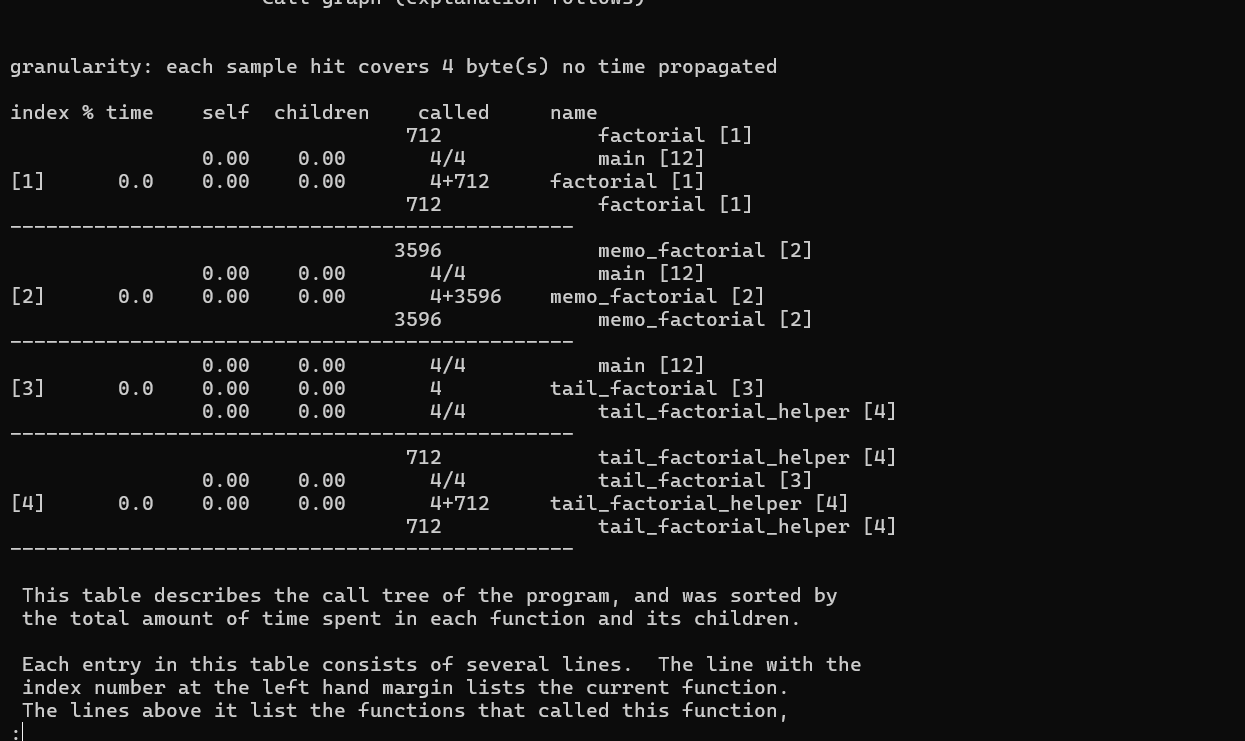 Call graph (explanation follows)
granularity: each sample hit covers 4 byte(s) no time propagated
index % time    self  children    called     name
                                 712             factorial [1]
                0.00    0.00       4/4           main [12]
[1]      0.0    0.00    0.00       4+712     factorial [1]
                                 712             factorial [1]
-----------------------------------------------
                                3596             memo_factorial [2]
                0.00    0.00       4/4           main [12]
[2]      0.0    0.00    0.00       4+3596    memo_factorial [2]
                                3596             memo_factorial [2]
-----------------------------------------------
                0.00    0.00       4/4           main [12]
[3]      0.0    0.00    0.00       4         tail_factorial [3]
                0.00    0.00       4/4           tail_factorial_helper [4]
-----------------------------------------------
                                 712             tail_factorial_helper [4]
                0.00    0.00       4/4           tail_factorial [3]
[4]      0.0    0.00    0.00       4+712     tail_factorial_helper [4]
                                 712             tail_factorial_helper [4]
-----------------------------------------------
 This table describes the call tree of the program, and was sorted by
 the total amount of time spent in each function and its children.
 Each entry in this table consists of several lines.  The line with the
 index number at the left hand margin lists the current function.
 The lines above it list the functions that called this function,
: